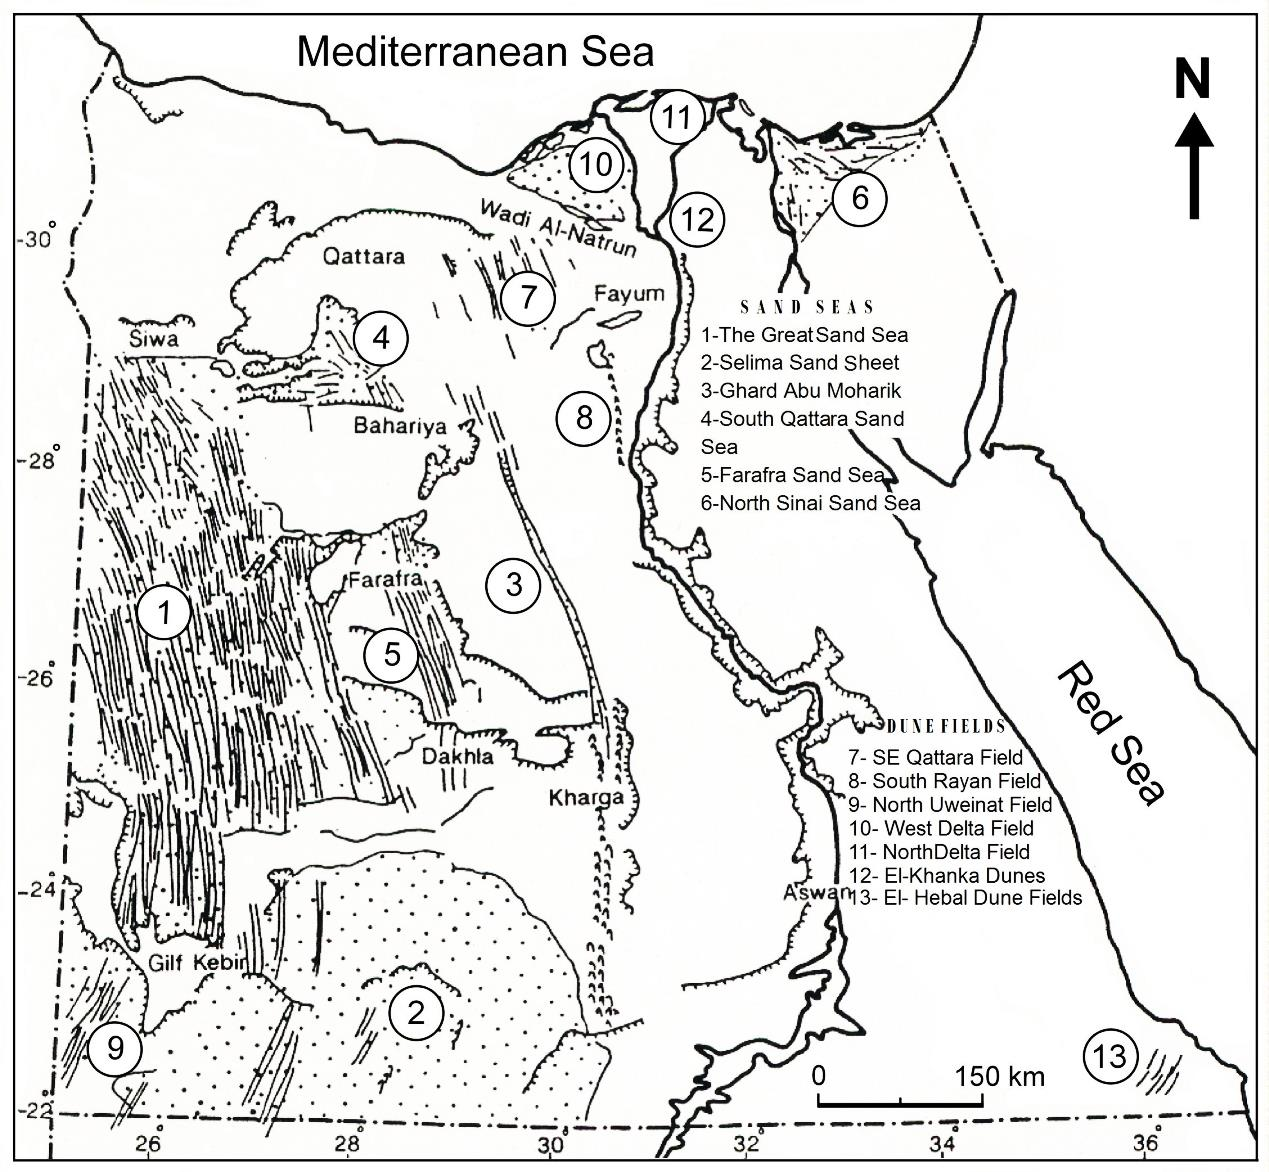 Mediterranean Sea
N
11
10
6
12
Wadi Al-Natrun
-30°
Qattara
7
Fayum
SAND SEAS
Siwa
4
1-The GreatSand Sea
2-Selima Sand Sheet
3-Ghard Abu Moharik
4-South Qattara Sand
Sea
5-Farafra Sand Sea
6-North Sinai Sand Sea
8
Bahariya
-28°
Farafra
3
1
5
-26°
Red Sea
DUNE FIELDS
7- SE Qattara Field
8- South Rayan Field
9- North Uweinat Field
10- West Delta Field
11- NorthDelta Field
12- El-Khanka Dunes
13- El- Hebal Dune Fields
Dakhla
Kharga
-24°
Aswan
Gilf Kebir
2
9
13
0 150 km
-22°
26° 28° 30° 32° 34° 36°